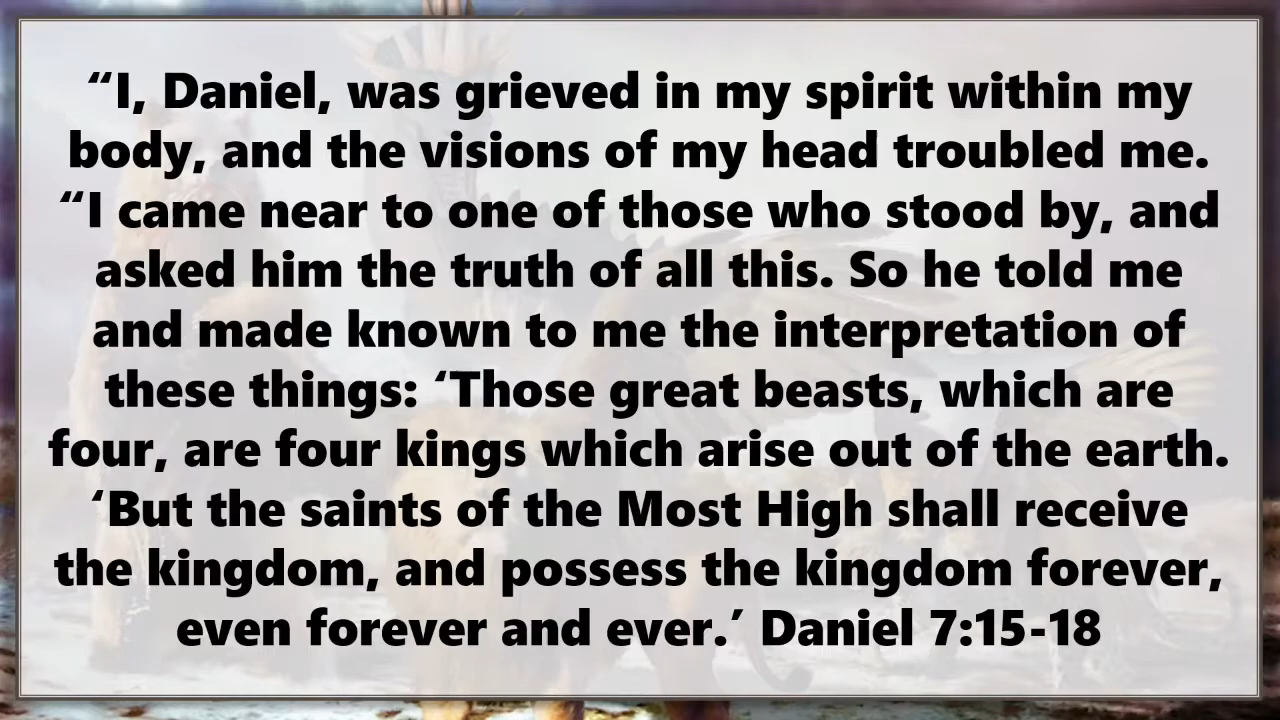 “I, Daniel, was grieved in my spirit within my
body, and the visions of my head troubled me.
“I came near to one of those who stood by, and
asked him the truth of all this. So he told me
and made known to me the interpretation of
these things: ‘Those great beasts, which are
four, are four kings which arise out of the earth.
‘But the saints of the Most High shall receive
the kingdom, and possess the kingdom forever,
even forever and ever.’ Daniel 7:15-18